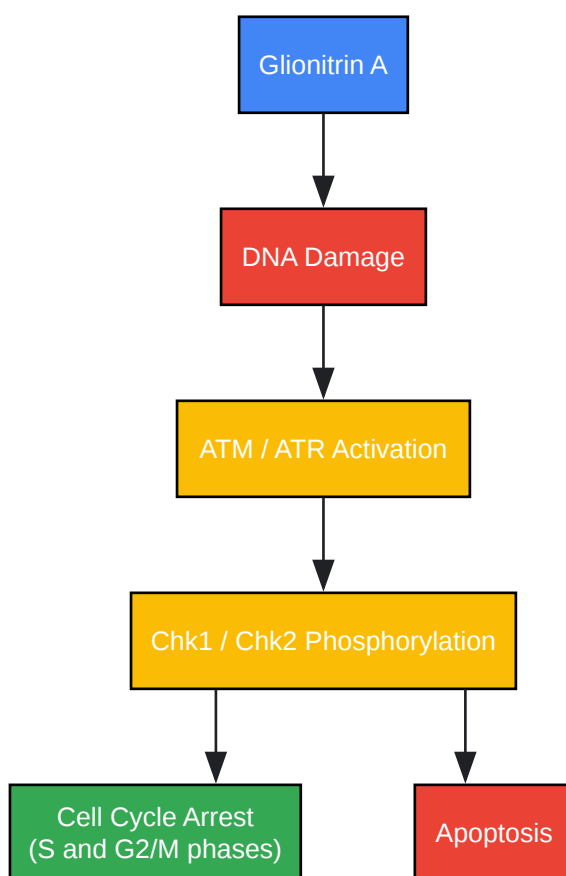 Glionitrin A
DNA Damage
ATM / ATR Activation
Chk1 / Chk2 Phosphorylation
Cell Cycle Arrest
(S and G2/M phases)
Apoptosis